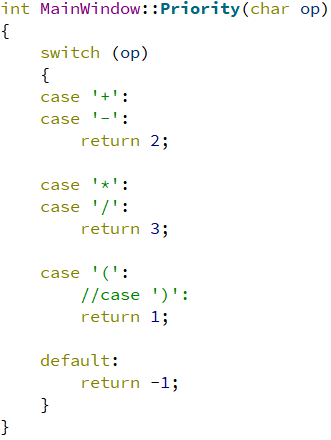 int MainWindow::Priority(char op)
{
    switch (op)
    {
    case '+':
    case '-':
        return 2;

    case '*':
    case '/':
        return 3;

    case '(':
        //case ')':
        return 1;

    default:
        return -1;
    }
}